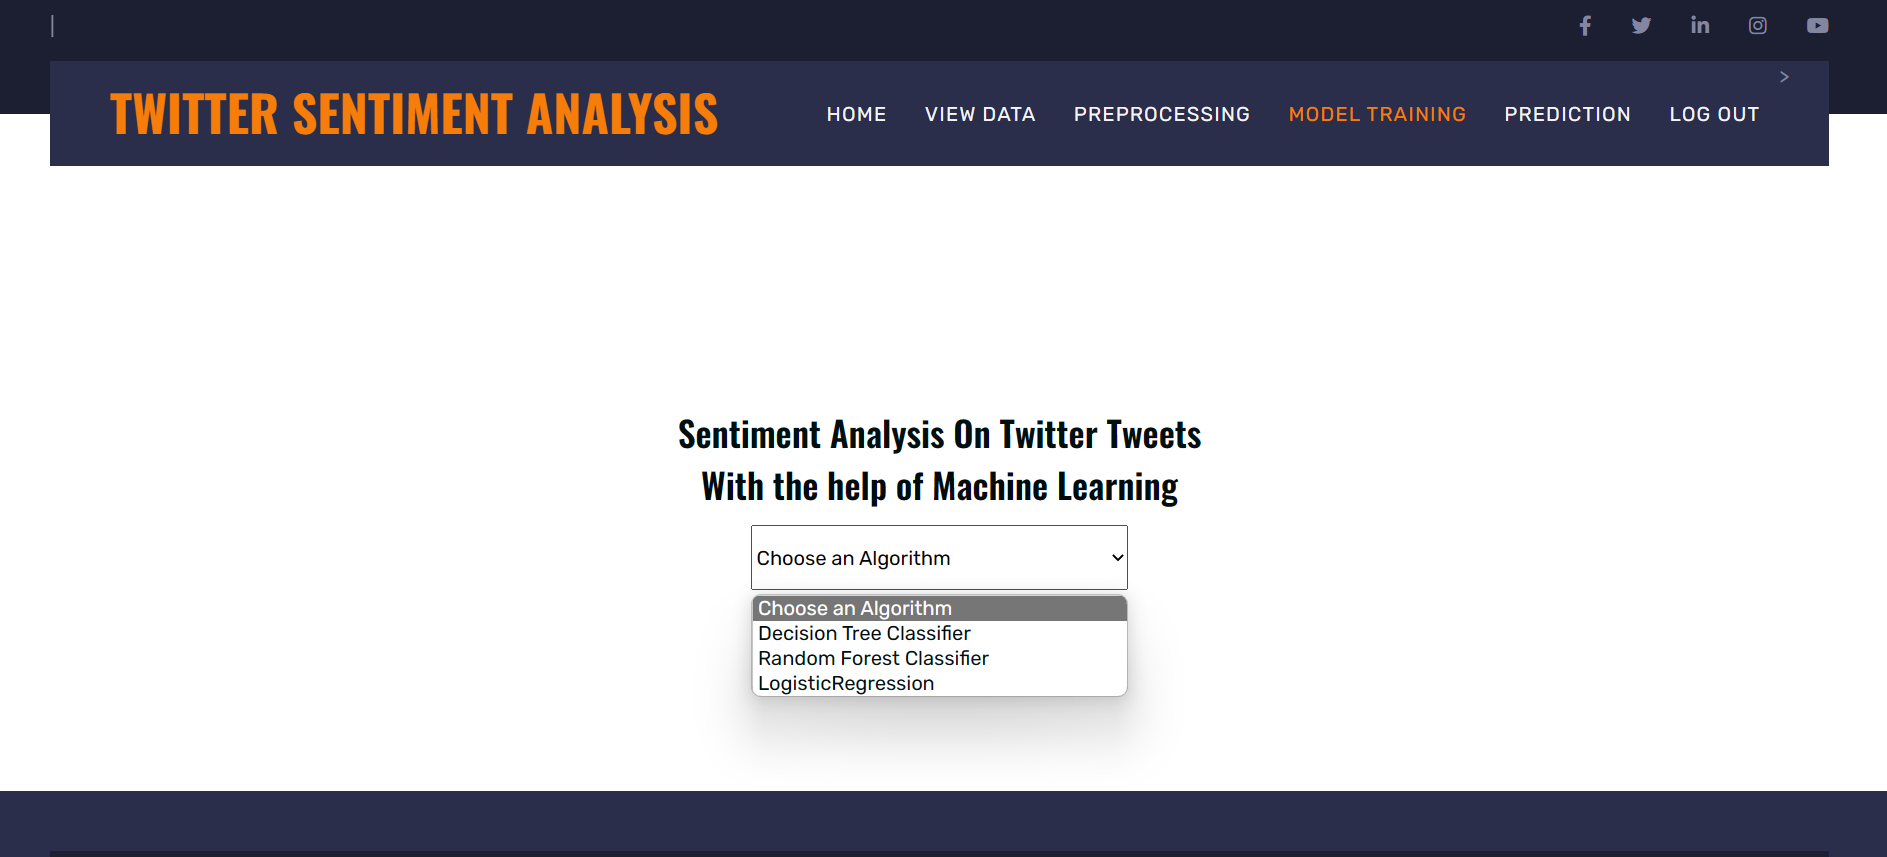 |
>
TWITTER SENTIMENT ANALYSIS
HOME VIEW DATA PREPROCESSING MODEL TRAINING PREDICTION LOG OUT
Sentiment Analysis On Twitter Tweets
With the help of Machine Learning
Choose an Algorithm
Choose an Algorithm
Decision Tree Classifier
Random Forest Classifier
LogisticRegression